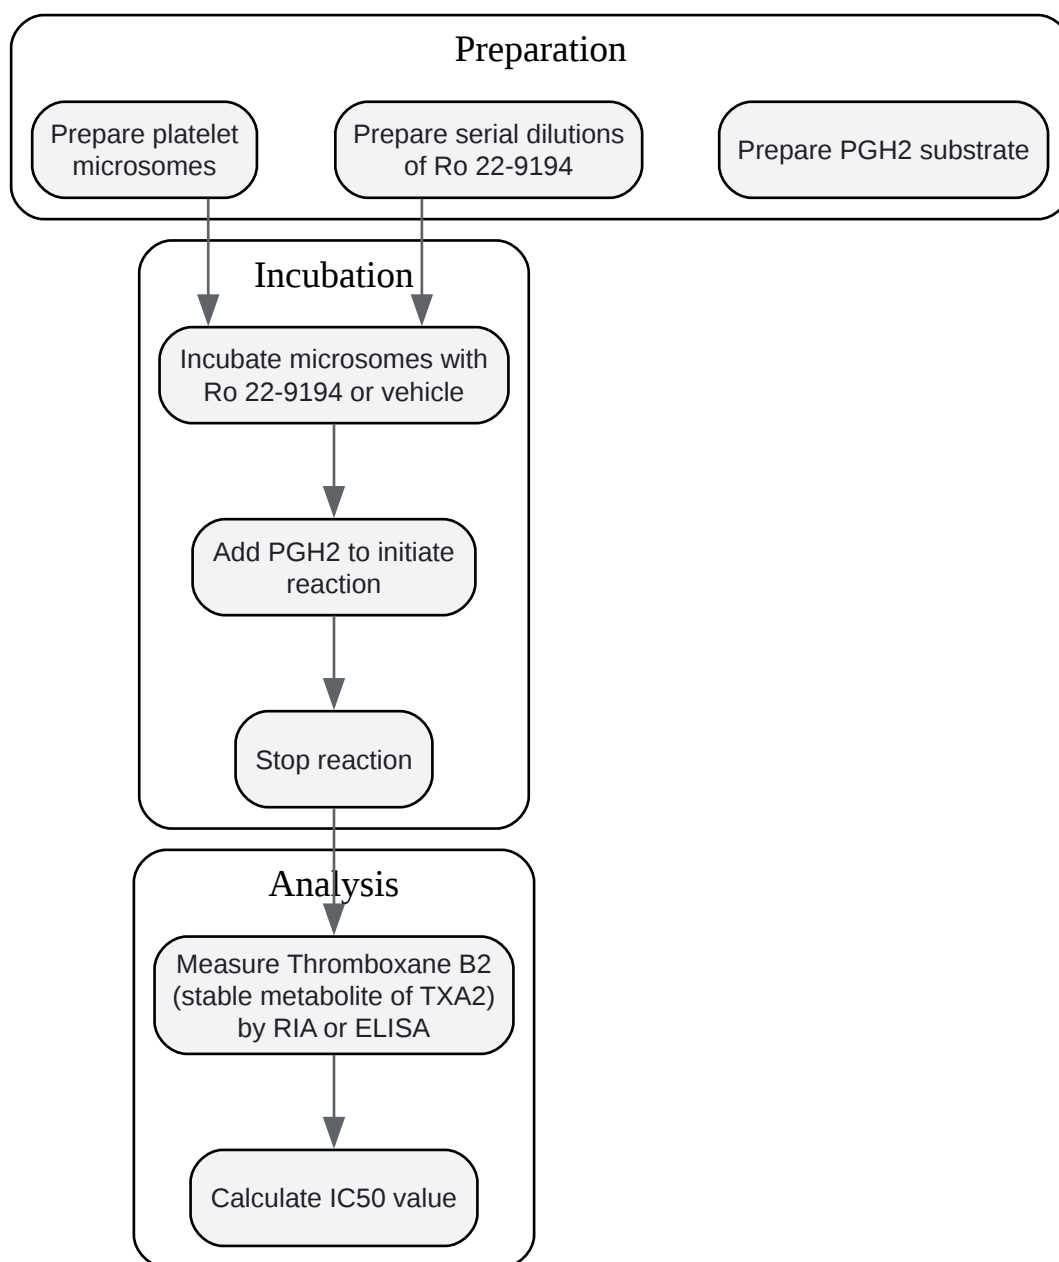 Preparation
Prepare platelet
microsomes
Prepare serial dilutions
of Ro 22-9194
Prepare PGH2 substrate
Incubation
Incubate microsomes with
Ro 22-9194 or vehicle
Add PGH2 to initiate
reaction
Stop reaction
Analysis
Measure Thromboxane B2
(stable metabolite of TXA2)
by RIA or ELISA
Calculate IC50 value